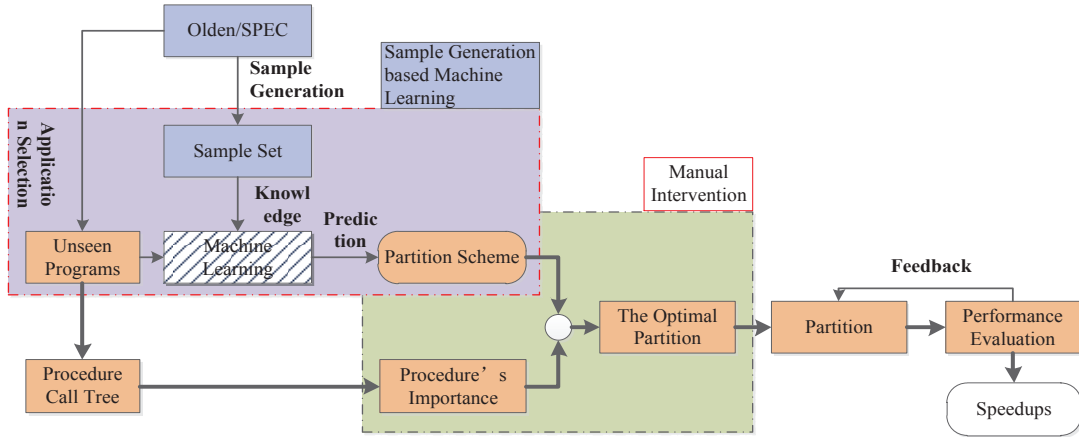 Olden/SPEC
Sample
Generation
Sample Generation
based Machine
Learning
Applicatio
n Selection
Sample Set
Knowl
edge
Manual
Intervention
Unseen
Programs
Machine
Learning
Predic
tion
Partition Scheme
Feedback
The Optimal
Partition
Partition
Performance
Evaluation
Procedure
Call Tree
Procedure’s
Importance
Speedups